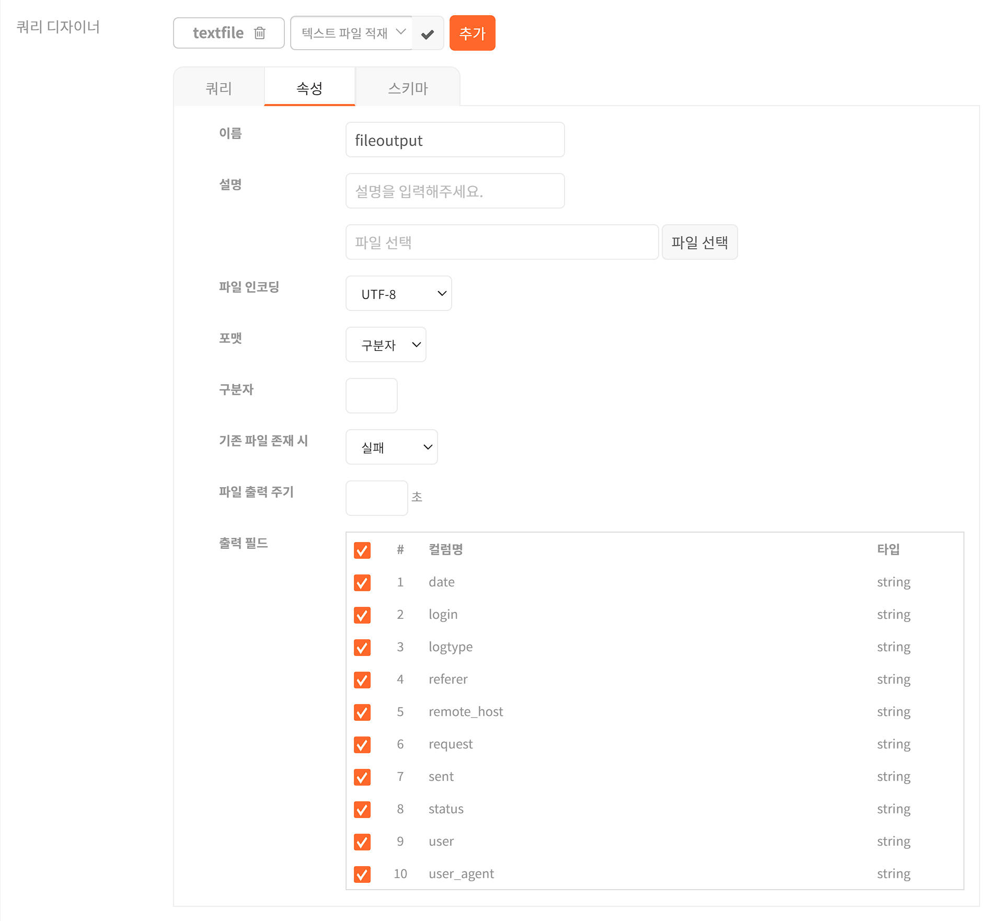 쿼리 디자이너
textfile 텍스트 파일 적재 추가
쿼리 속성 스키마
이름 fileoutput
설명 설명을 입력해주세요.
파일 선택 파일 선택
파일 인코딩 UTF-8
포맷 구분자
구분자
기존 파일 존재 시 실패
파일 출력 주기 초
출력 필드 # 컬럼명 타입
1 date string
2 login string
3 logtype string
4 referer string
5 remote_host string
6 request string
7 sent string
8 status string
9 user string
10 user_agent string